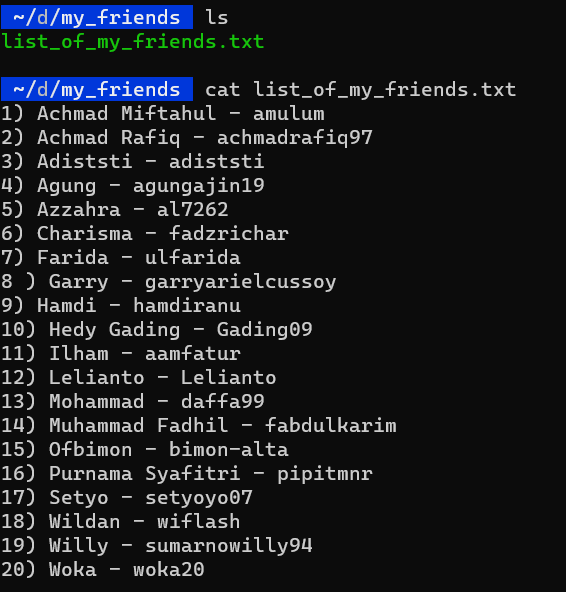 ~/d/my_friends ls
list_of_my_friends.txt
~/d/my_friends cat list_of_my_friends.txt
1) Achmad Miftahul - amulum
2) Achmad Rafiq - achmadrafiq97
3) Adiststi - adiststi
4) Agung - agungajin19
5) Azzahra - al7262
6) Charisma - fadzrichar
7) Farida - ulfarida
8 ) Garry - garryarielcussoy
9) Hamdi - hamdiranu
10) Hedy Gading - Gading09
11) Ilham - aamfatur
12) Lelianto - Lelianto
13) Mohammad - daffa99
14) Muhammad Fadhil - fabdulkarim
15) Ofbimon - bimon-alta
16) Purnama Syafitri - pipitmnr
17) Setyo - setyoyo07
18) Wildan - wiflash
19) Willy - sumarnowilly94
20) Woka - woka20